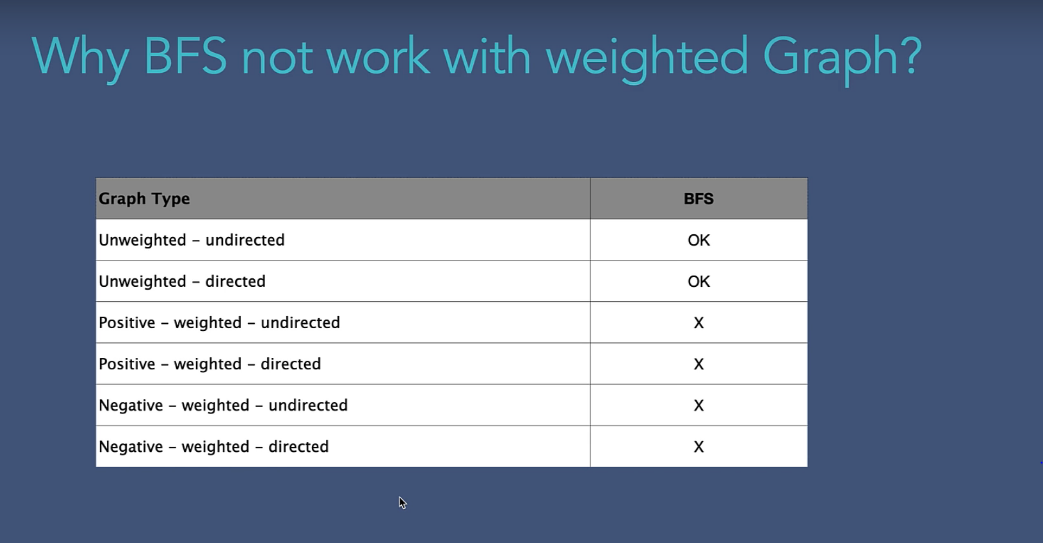 Why BFS not work with weighted Graph?
Graph Type BFS
Unweighted – undirected OK
Unweighted – directed OK
Positive – weighted – undirected X
Positive – weighted – directed X
Negative – weighted – undirected X
Negative – weighted – directed X